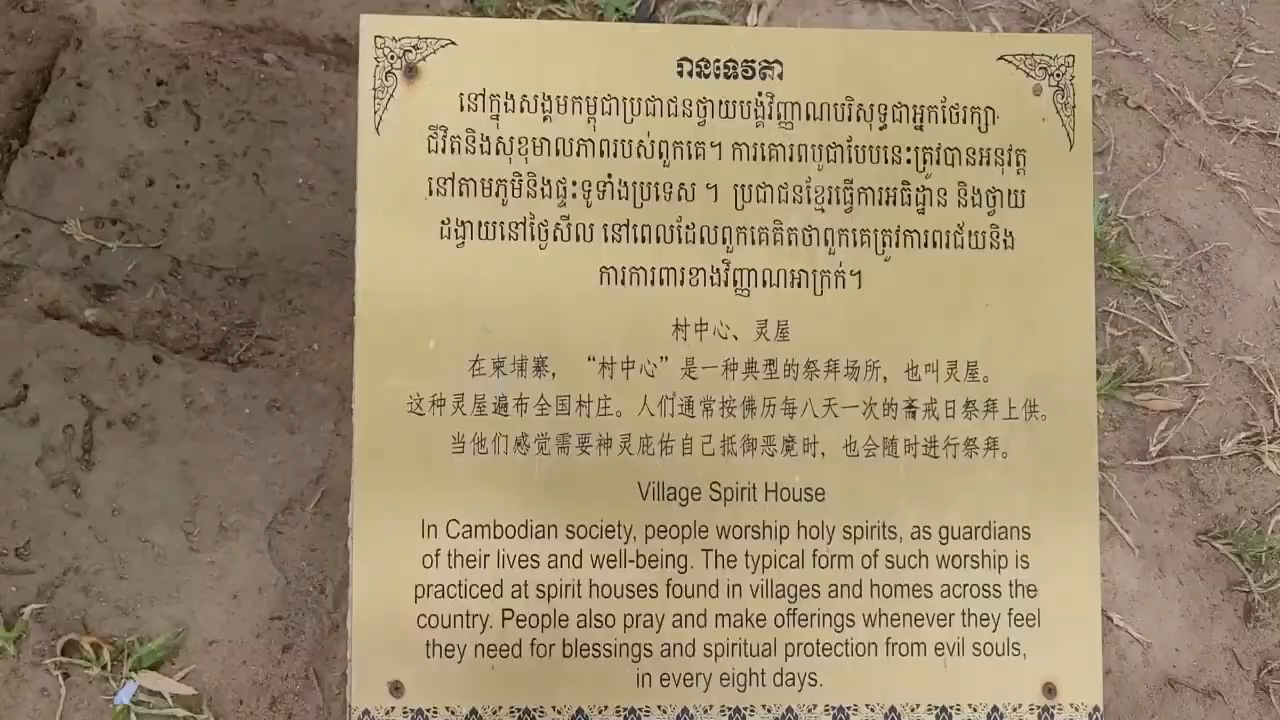 រានទេវតា
នៅក្នុងសង្គមកម្ពុជាប្រជាជនថ្វាយបង្គំវិញ្ញាណបរិសុទ្ធជាអ្នកថែរក្សា
ជីវិតនិងសុខុមាលភាពរបស់ពួកគេ។ ការគោរពបូជាបែបនេះត្រូវបានអនុវត្ត
នៅតាមភូមិនិងផ្ទះទូទាំងប្រទេស ។ ប្រជាជនខ្មែរធ្វើការអធិដ្ឋាន និងថ្វាយ
ដង្វាយនៅថ្ងៃសីល នៅពេលដែលពួកគេគិតថាពួកគេត្រូវការពរជ័យនិង
ការការពារខាងវិញ្ញាណអាក្រក់។
村中心、灵屋
在柬埔寨，“村中心”是一种典型的祭拜场所，也叫灵屋。
这种灵屋遍布全国村庄。人们通常按佛历每八天一次的斋戒日祭拜上供。
当他们感觉需要神灵庇佑自己抵御恶魔时，也会随时进行祭拜。
Village Spirit House
In Cambodian society, people worship holy spirits, as guardians
of their lives and well-being. The typical form of such worship is
practiced at spirit houses found in villages and homes across the
country. People also pray and make offerings whenever they feel
they need for blessings and spiritual protection from evil souls,
in every eight days.